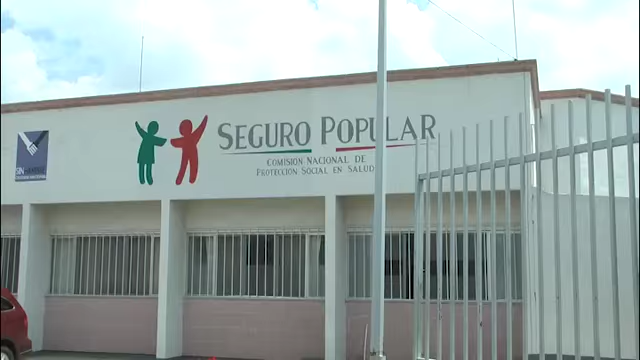 SEGURO POPULAR
COMISIÓN NACIONAL DE
PROTECCIÓN SOCIAL EN SALUD